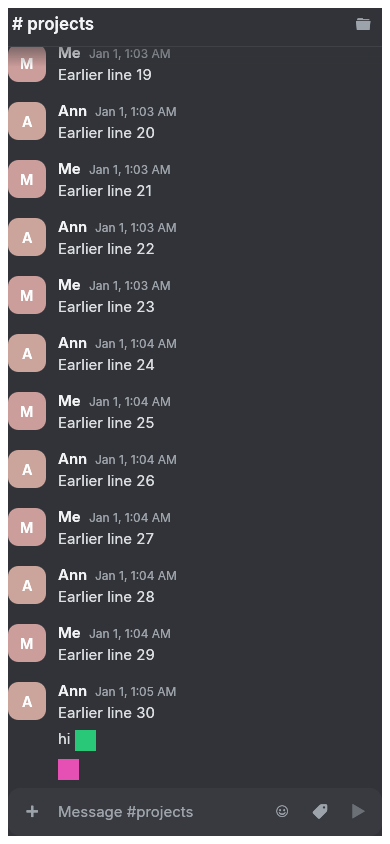 # projects
Me Jan 1, 1:03 AM
Earlier line 19
M
Ann Jan 1, 1:03 AM
Earlier line 20
A
Me Jan 1, 1:03 AM
Earlier line 21
M
Ann Jan 1, 1:03 AM
Earlier line 22
A
Me Jan 1, 1:03 AM
Earlier line 23
M
Ann Jan 1, 1:04 AM
Earlier line 24
A
Me Jan 1, 1:04 AM
Earlier line 25
M
Ann Jan 1, 1:04 AM
Earlier line 26
A
Me Jan 1, 1:04 AM
Earlier line 27
M
Ann Jan 1, 1:04 AM
Earlier line 28
A
Me Jan 1, 1:04 AM
Earlier line 29
M
Ann Jan 1, 1:05 AM
Earlier line 30
A
hi
Message #projects